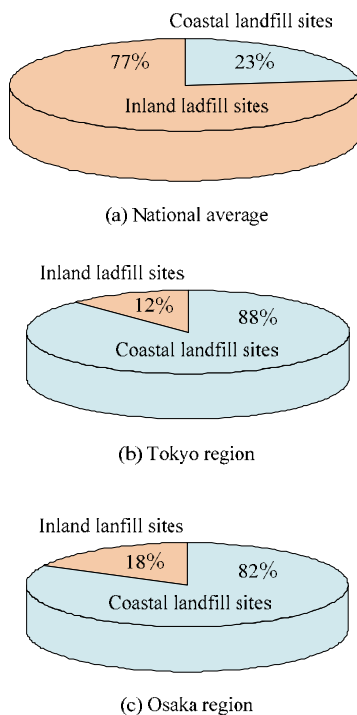 Coastal landfill sites
77% 23%
Inland ladfill sites
(a) National average
Inland ladfill sites
12% 88%
Coastal landfill sites
(b) Tokyo region
Inland lanfill sites
18% 82%
Coastal landfill sites
(c) Osaka region